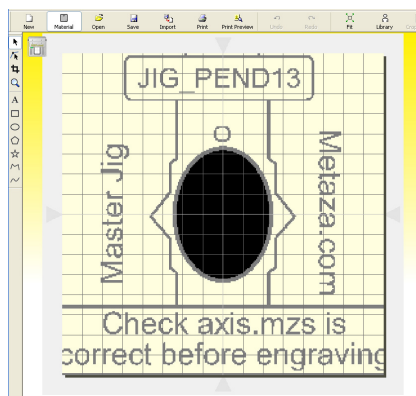 New Material Open Save Import Print Print Preview Undo Redo Fit Library
JIG_PEND13
Master Jig
Metaza.com
Check axis.mzs is
correct before engraving